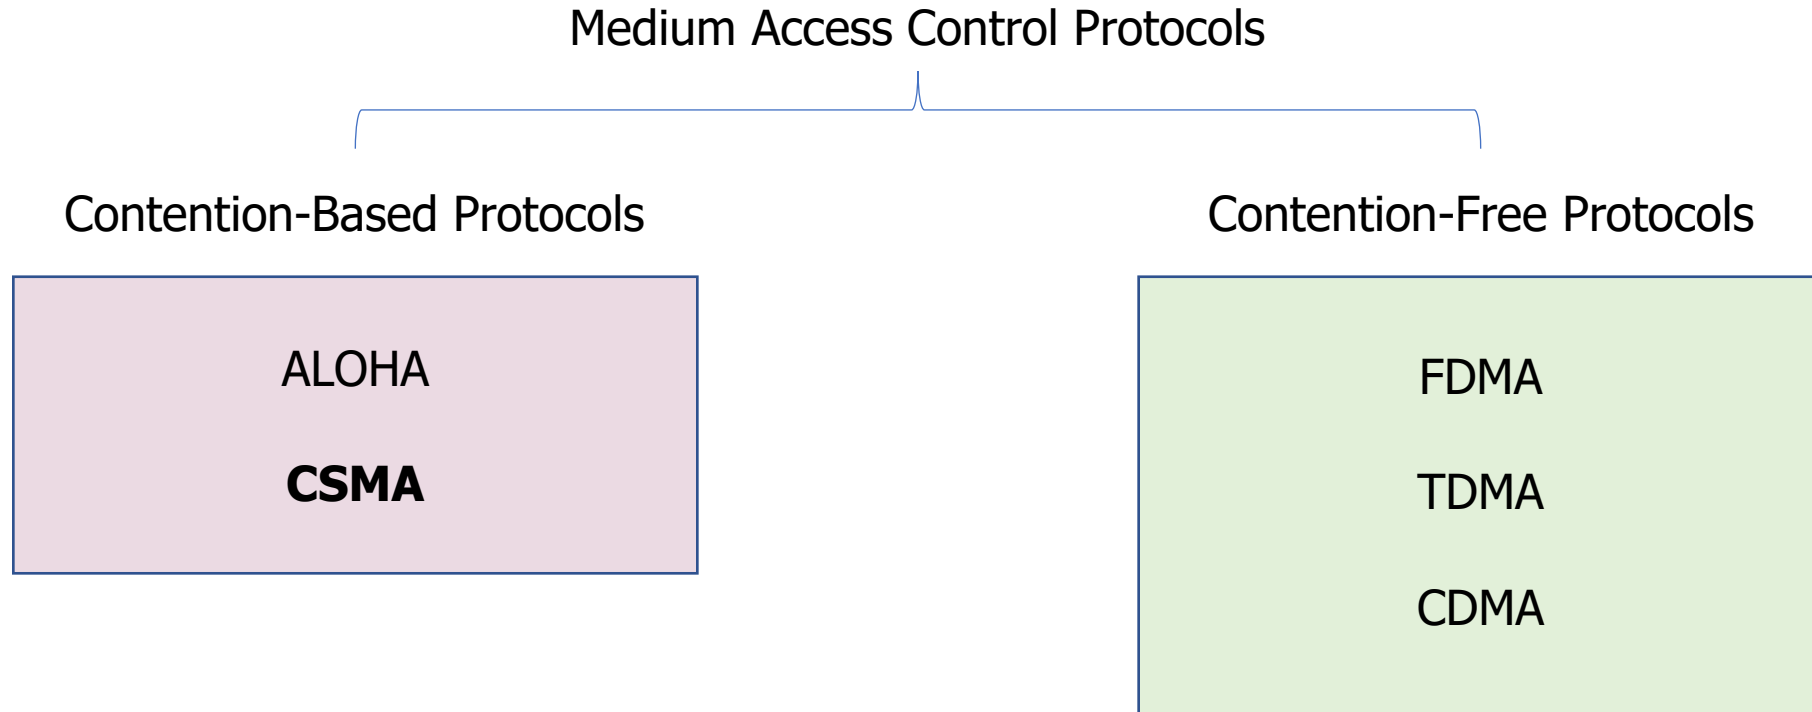 Medium Access Control Protocols
Contention-Based Protocols
ALOHA
CSMA
Contention-Free Protocols
FDMA
TDMA
CDMA